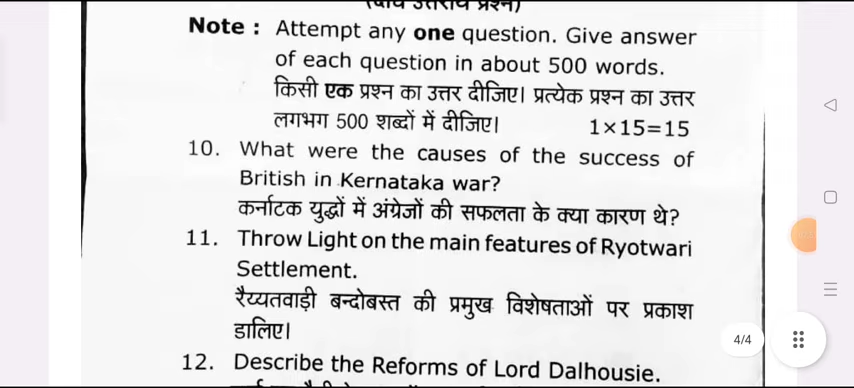 (दीर्घ उत्तरीय प्रश्न)
Note : Attempt any one question. Give answer
of each question in about 500 words.
किसी एक प्रश्न का उत्तर दीजिए। प्रत्येक प्रश्न का उत्तर
लगभग 500 शब्दों में दीजिए। 1×15=15
10. What were the causes of the success of
British in Kernataka war?
कर्नाटक युद्धों में अंग्रेजों की सफलता के क्या कारण थे?
11. Throw Light on the main features of Ryotwari
Settlement.
रैय्यतवाड़ी बन्दोबस्त की प्रमुख विशेषताओं पर प्रकाश
डालिए।
4/4
12. Describe the Reforms of Lord Dalhousie.